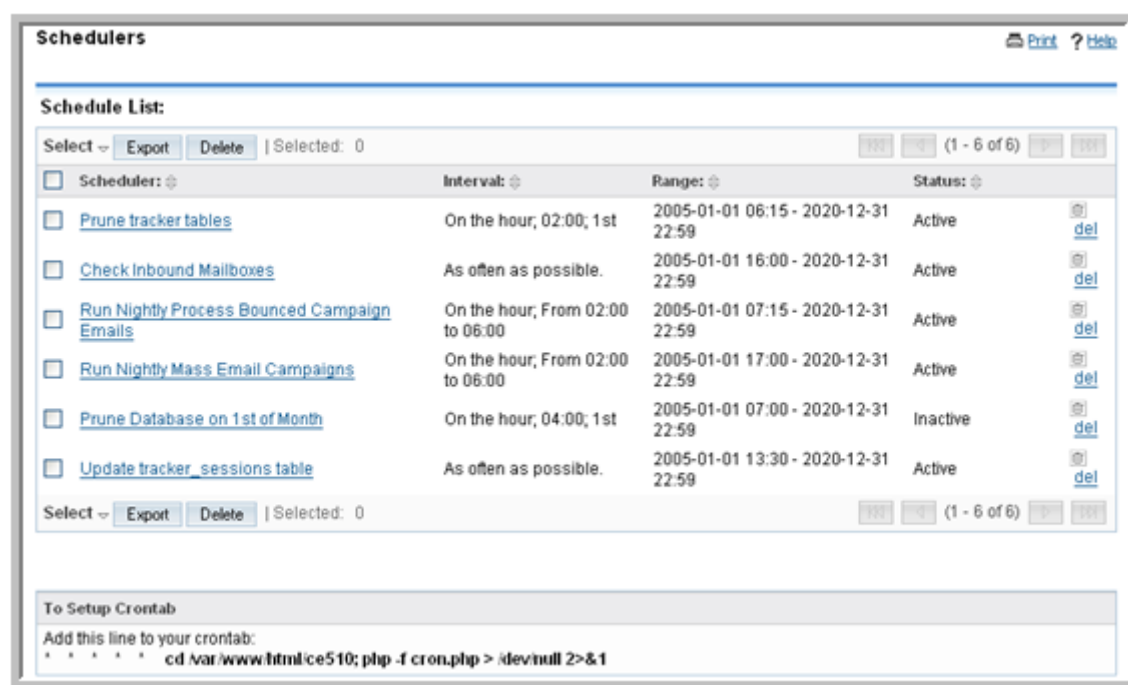 Schedulers
Print ? Help
Schedule List:
Select Export Delete | Selected: 0 (1 - 6 of 6)
Scheduler: Interval: Range: Status:
Prune tracker tables On the hour; 02:00; 1st 2005-01-01 06:15 - 2020-12-31 22:59 Active del
Check Inbound Mailboxes As often as possible. 2005-01-01 16:00 - 2020-12-31 22:59 Active del
Run Nightly Process Bounced Campaign Emails On the hour; From 02:00 to 06:00 2005-01-01 07:15 - 2020-12-31 22:59 Active del
Run Nightly Mass Email Campaigns On the hour; From 02:00 to 06:00 2005-01-01 17:00 - 2020-12-31 22:59 Active del
Prune Database on 1st of Month On the hour; 04:00; 1st 2005-01-01 07:00 - 2020-12-31 22:59 Inactive del
Update tracker_sessions table As often as possible. 2005-01-01 13:30 - 2020-12-31 22:59 Active del
Select Export Delete | Selected: 0 (1 - 6 of 6)
To Setup Crontab
Add this line to your crontab:
* * * * * cd /var/www/html/ce510; php -f cron.php > /dev/null 2>&1